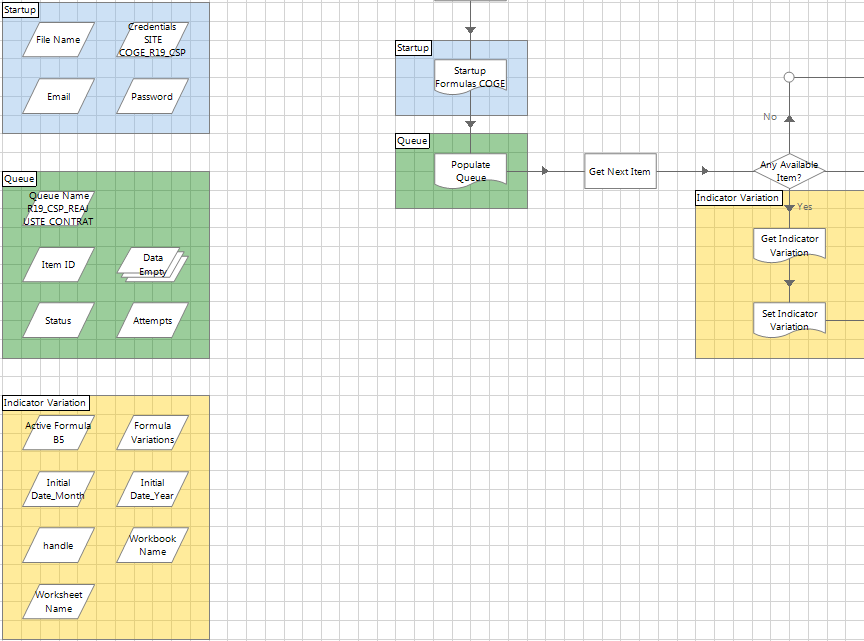 Startup
File Name
Credentials
SITE
COGE_R19_CSP
Email
Password
Queue
Queue Name
R19_CSP_REAJ
USTE_CONTRAT
Item ID
Data
Empty
Status
Attempts
Indicator Variation
Active Formula
B5
Formula
Variations
Initial
Date_Month
Initial
Date_Year
handle
Workbook
Name
Worksheet
Name
Startup
Startup
Formulas COGE
Queue
Populate
Queue
Get Next Item
No
Any Available
Item?
Yes
Indicator Variation
Get Indicator
Variation
Set Indicator
Variation